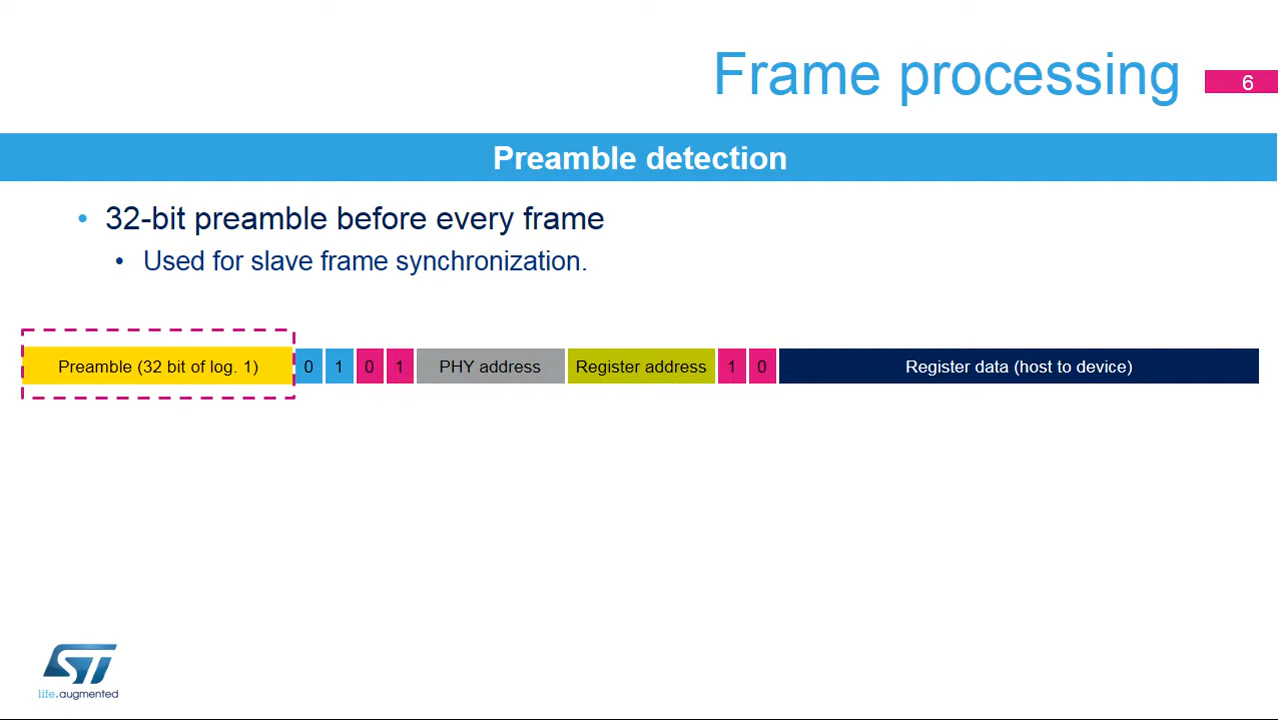 Frame processing
6
Preamble detection
• 32-bit preamble before every frame
• Used for slave frame synchronization.
Preamble (32 bit of log. 1) 0 1 0 1 PHY address Register address 1 0 Register data (host to device)
ST
life.augmented